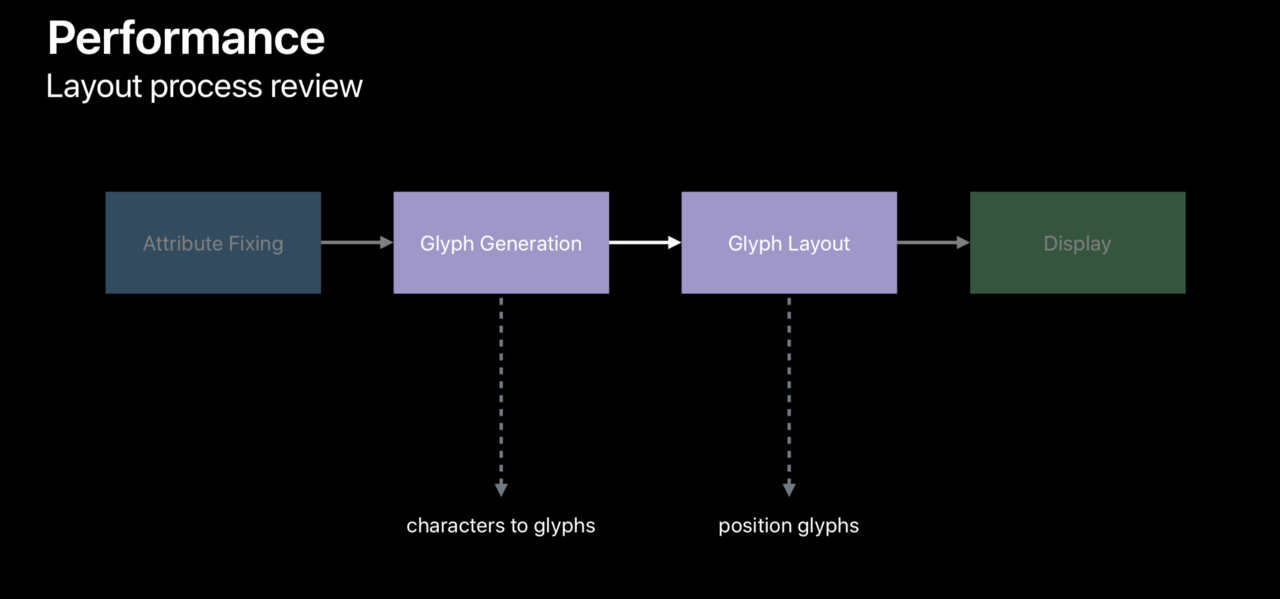 Performance
Layout process review
Attribute Fixing
Glyph Generation
Glyph Layout
Display
characters to glyphs
position glyphs